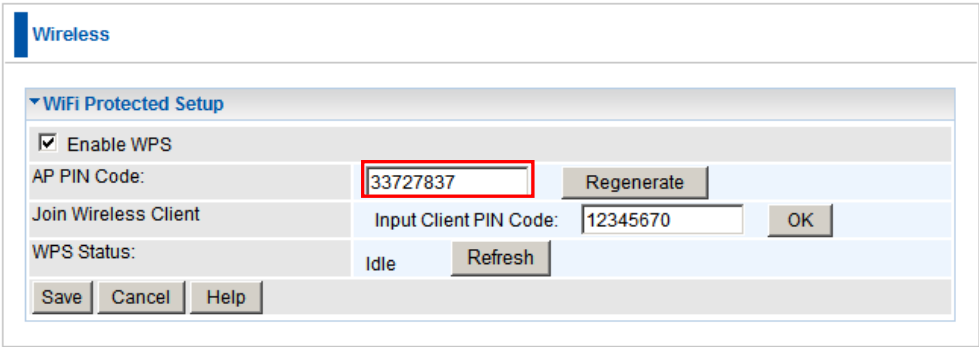 Wireless
WiFi Protected Setup
Enable WPS
AP PIN Code: 33727837 Regenerate
Join Wireless Client Input Client PIN Code: 12345670 OK
WPS Status: Idle Refresh
Save Cancel Help